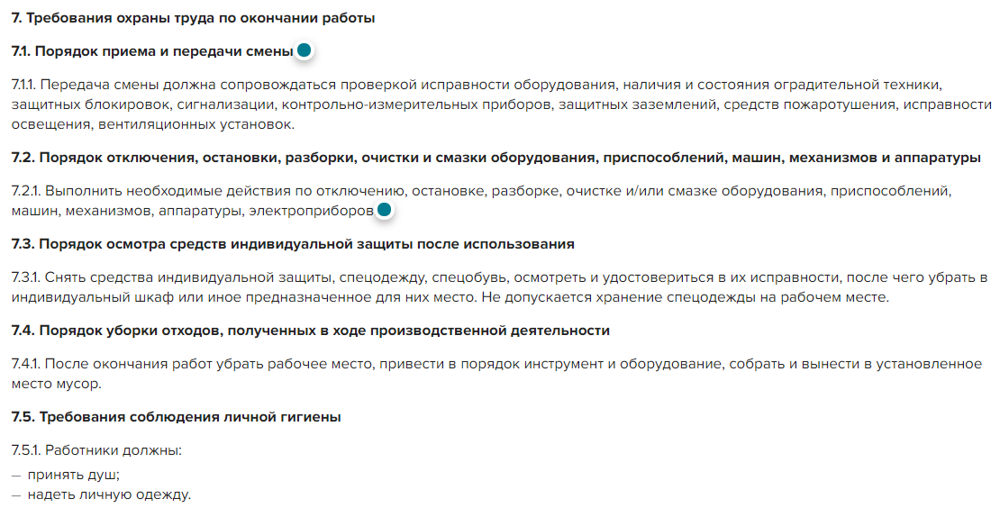 7. Требования охраны труда по окончании работы
7.1. Порядок приема и передачи смены
7.1.1. Передача смены должна сопровождаться проверкой исправности оборудования, наличия и состояния оградительной техники,
защитных блокировок, сигнализации, контрольно-измерительных приборов, защитных заземлений, средств пожаротушения, исправности
освещения, вентиляционных установок.
7.2. Порядок отключения, остановки, разборки, очистки и смазки оборудования, приспособлений, машин, механизмов и аппаратуры
7.2.1. Выполнить необходимые действия по отключению, остановке, разборке, очистке и/или смазке оборудования, приспособлений,
машин, механизмов, аппаратуры, электроприборов
7.3. Порядок осмотра средств индивидуальной защиты после использования
7.3.1. Снять средства индивидуальной защиты, спецодежду, спецобувь, осмотреть и удостовериться в их исправности, после чего убрать в
индивидуальный шкаф или иное предназначенное для них место. Не допускается хранение спецодежды на рабочем месте.
7.4. Порядок уборки отходов, полученных в ходе производственной деятельности
7.4.1. После окончания работ убрать рабочее место, привести в порядок инструмент и оборудование, собрать и вынести в установленное
место мусор.
7.5. Требования соблюдения личной гигиены
7.5.1. Работники должны:
— принять душ;
— надеть личную одежду.